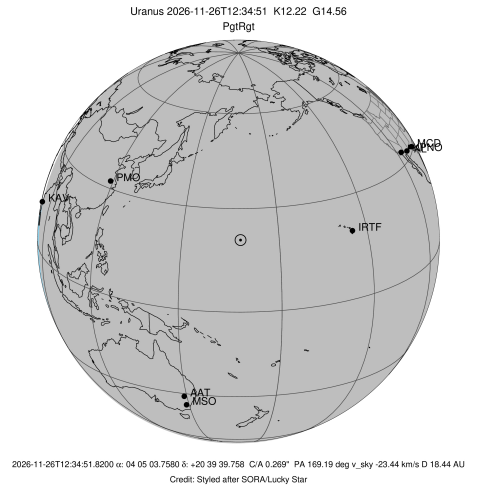 Uranus 2026-11-26T12:34:51 K12.22 G14.56
PgtRgt
MCD
PMO
KAV
IRTF
AAT
MSO
2026-11-26T12:34:51.8200 α: 04 05 03.7580 δ: +20 39 39.758 C/A 0.269" PA 169.19 deg v_sky -23.44 km/s D 18.44 AU
Credit: Styled after SORA/Lucky Star